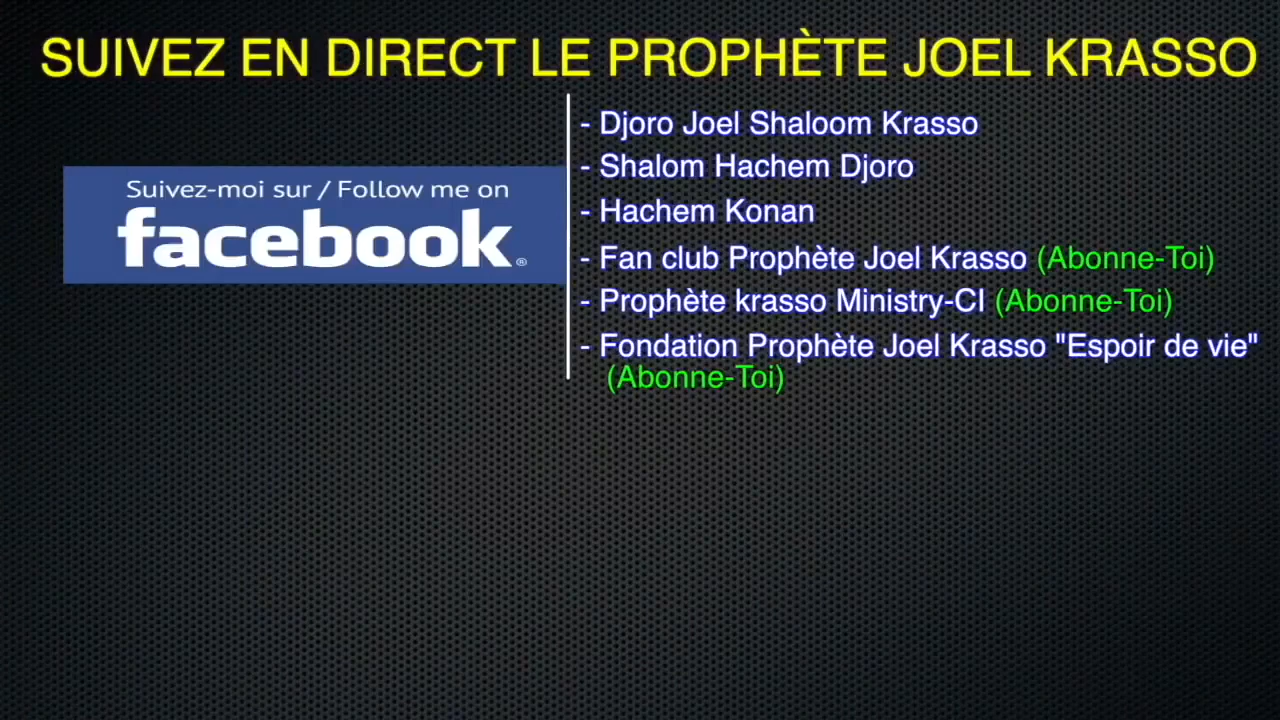 SUIVEZ EN DIRECT LE PROPHÈTE JOEL KRASSO
Suivez-moi sur / Follow me on
facebook®
- Djoro Joel Shaloom Krasso
- Shalom Hachem Djoro
- Hachem Konan
- Fan club Prophète Joel Krasso (Abonne-Toi)
- Prophète krasso Ministry-CI (Abonne-Toi)
- Fondation Prophète Joel Krasso "Espoir de vie"
(Abonne-Toi)